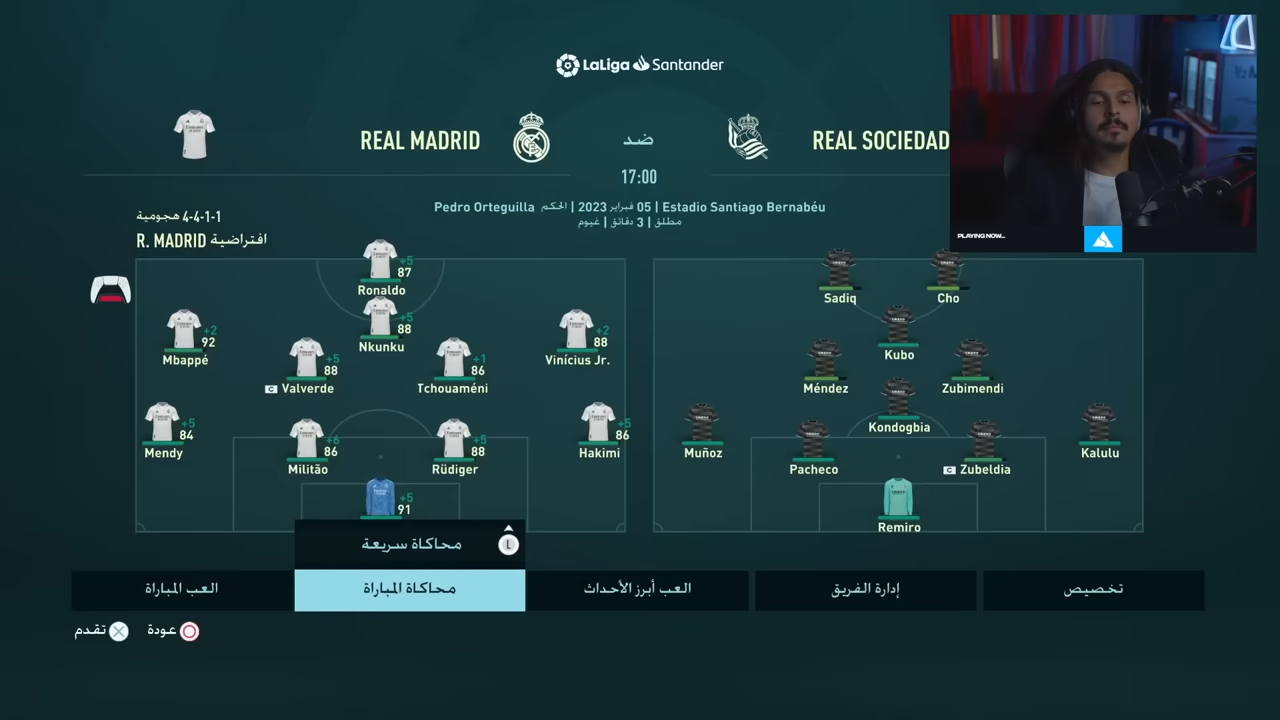 LaLiga Santander
REAL MADRID
ضد
REAL SOCIEDAD
17:00
Pedro Orteguilla الحكم | 2023 فبراير 05 | Estadio Santiago Bernabéu
مطلق | 3 دقائق | غيوم
4-4-1-1 هجومية
R. MADRID افتراضية
PLAYING NOW...
+5
87
Ronaldo
+5
88
Nkunku
+2
92
Mbappé
+2
88
Vinícius Jr.
+5
88
C Valverde
+1
86
Tchouaméni
+5
84
Mendy
+6
86
Militão
+5
88
Rüdiger
+5
86
Hakimi
+5
91
Sadiq
Cho
Kubo
Méndez
Zubimendi
Kondogbia
Muñoz
Pacheco
C Zubeldia
Kalulu
Remiro
محاكاة سريعة
L
العب المباراة
محاكاة المباراة
العب أبرز الأحداث
إدارة الفريق
تخصيص
تقدم
عودة